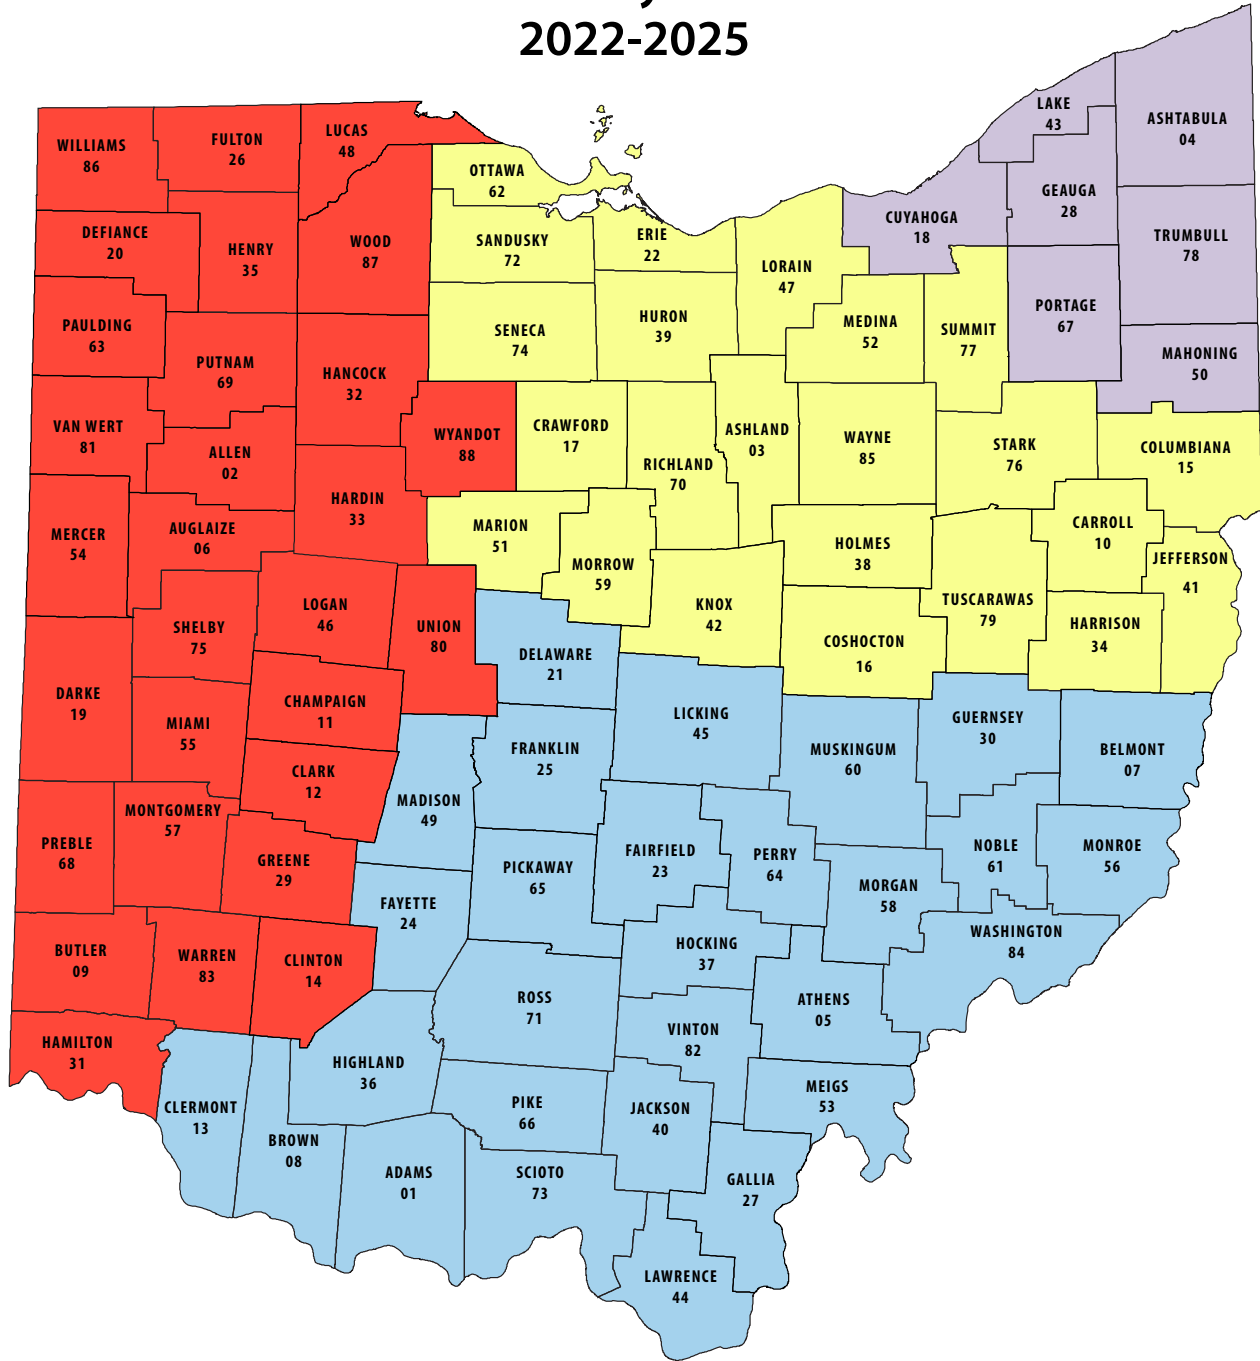 2022-2025
LAKE
43
ASHTABULA
04
WILLIAMS
86
FULTON
26
LUCAS
48
OTTAWA
62
GEAUGA
28
CUYAHOGA
18
DEFIANCE
20
HENRY
35
WOOD
87
SANDUSKY
72
ERIE
22
TRUMBULL
78
LORAIN
47
PAULDING
63
PUTNAM
69
HANCOCK
32
SENECA
74
HURON
39
MEDINA
52
SUMMIT
77
PORTAGE
67
MAHONING
50
VAN WERT
81
ALLEN
02
WYANDOT
88
CRAWFORD
17
RICHLAND
70
ASHLAND
03
WAYNE
85
STARK
76
COLUMBIANA
15
MERCER
54
AUGLAIZE
06
HARDIN
33
MARION
51
MORROW
59
HOLMES
38
CARROLL
10
JEFFERSON
41
SHELBY
75
LOGAN
46
UNION
80
KNOX
42
TUSCARAWAS
79
HARRISON
34
DELAWARE
21
COSHOCTON
16
DARKE
19
MIAMI
55
CHAMPAIGN
11
LICKING
45
GUERNSEY
30
FRANKLIN
25
MUSKINGUM
60
BELMONT
07
CLARK
12
MADISON
49
MONTGOMERY
57
PREBLE
68
GREENE
29
FAIRFIELD
23
PERRY
64
NOBLE
61
MONROE
56
PICKAWAY
65
MORGAN
58
FAYETTE
24
WASHINGTON
84
BUTLER
09
WARREN
83
CLINTON
14
HOCKING
37
ROSS
71
ATHENS
05
HAMILTON
31
VINTON
82
HIGHLAND
36
MEIGS
53
CLERMONT
13
PIKE
66
JACKSON
40
BROWN
08
ADAMS
01
SCIOTO
73
GALLIA
27
LAWRENCE
44